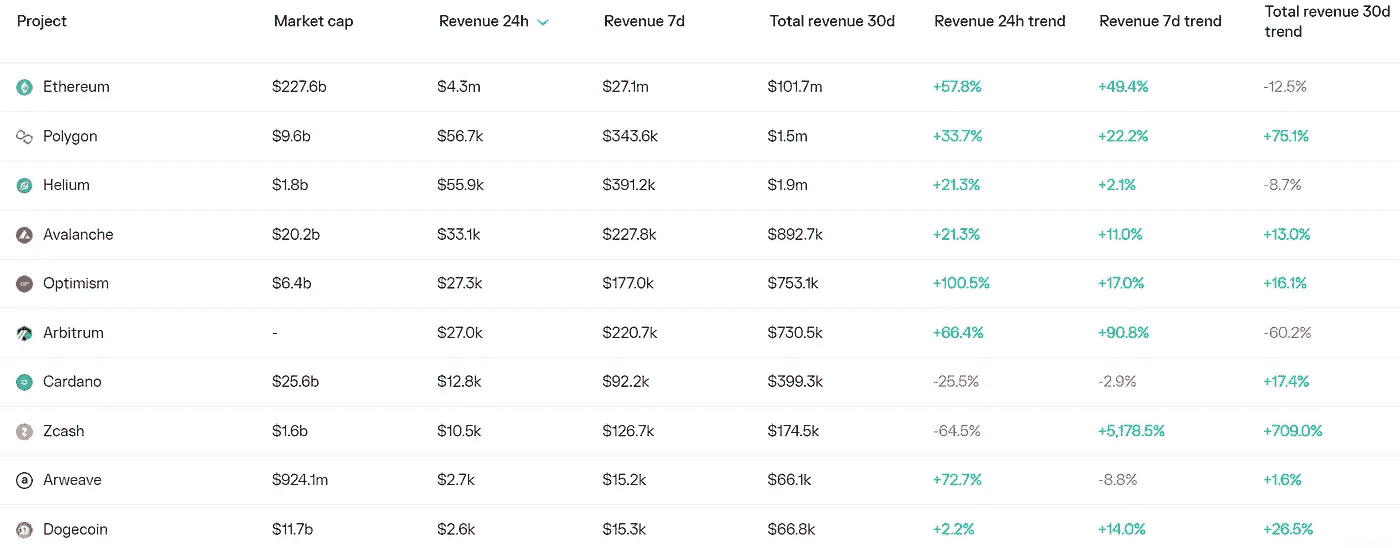 Project Market cap Revenue 24h Revenue 7d Total revenue 30d Revenue 24h trend Revenue 7d trend Total revenue 30d
trend
Ethereum $227.6b $4.3m $27.1m $101.7m +57.8% +49.4% -12.5%
Polygon $9.6b $56.7k $343.6k $1.5m +33.7% +22.2% +75.1%
Helium $1.8b $55.9k $391.2k $1.9m +21.3% +2.1% -8.7%
Avalanche $20.2b $33.1k $227.8k $892.7k +21.3% +11.0% +13.0%
Optimism $6.4b $27.3k $177.0k $753.1k +100.5% +17.0% +16.1%
Arbitrum - $27.0k $220.7k $730.5k +66.4% +90.8% -60.2%
Cardano $25.6b $12.8k $92.2k $399.3k -25.5% -2.9% +17.4%
Zcash $1.6b $10.5k $126.7k $174.5k -64.5% +5,178.5% +709.0%
a Arweave $924.1m $2.7k $15.2k $66.1k +72.7% -8.8% +1.6%
Dogecoin $11.7b $2.6k $15.3k $66.8k +2.2% +14.0% +26.5%